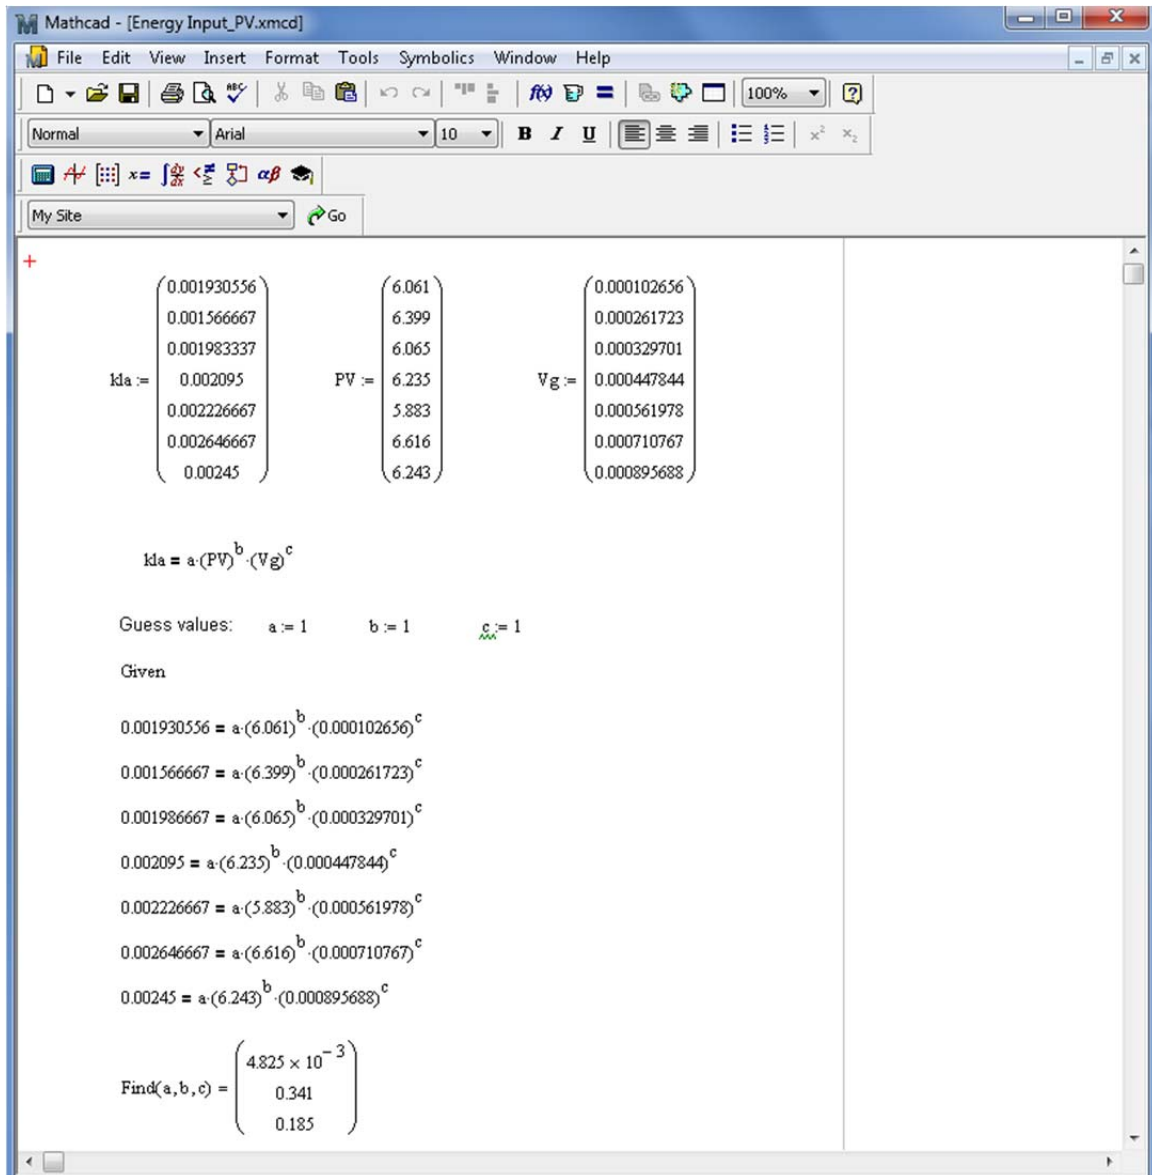 Mathcad - [Energy Input_PV.xmcd]
File Edit View Insert Format Tools Symbolics Window Help
100%
Normal Arial 10 B I U
My Site Go
kla := (0.001930556 0.001566667 0.001983337 0.002095 0.002226667 0.002646667 0.00245) PV := (6.061 6.399 6.065 6.235 5.883 6.616 6.243) Vg := (0.000102656 0.000261723 0.000329701 0.000447844 0.000561978 0.000710767 0.000895688)
kla = a·(PV)^b·(Vg)^c
Guess values: a := 1 b := 1 c := 1
Given
0.001930556 = a·(6.061)^b·(0.000102656)^c
0.001566667 = a·(6.399)^b·(0.000261723)^c
0.001986667 = a·(6.065)^b·(0.000329701)^c
0.002095 = a·(6.235)^b·(0.000447844)^c
0.002226667 = a·(5.883)^b·(0.000561978)^c
0.002646667 = a·(6.616)^b·(0.000710767)^c
0.00245 = a·(6.243)^b·(0.000895688)^c
Find(a,b,c) = (4.825 × 10^-3 0.341 0.185)